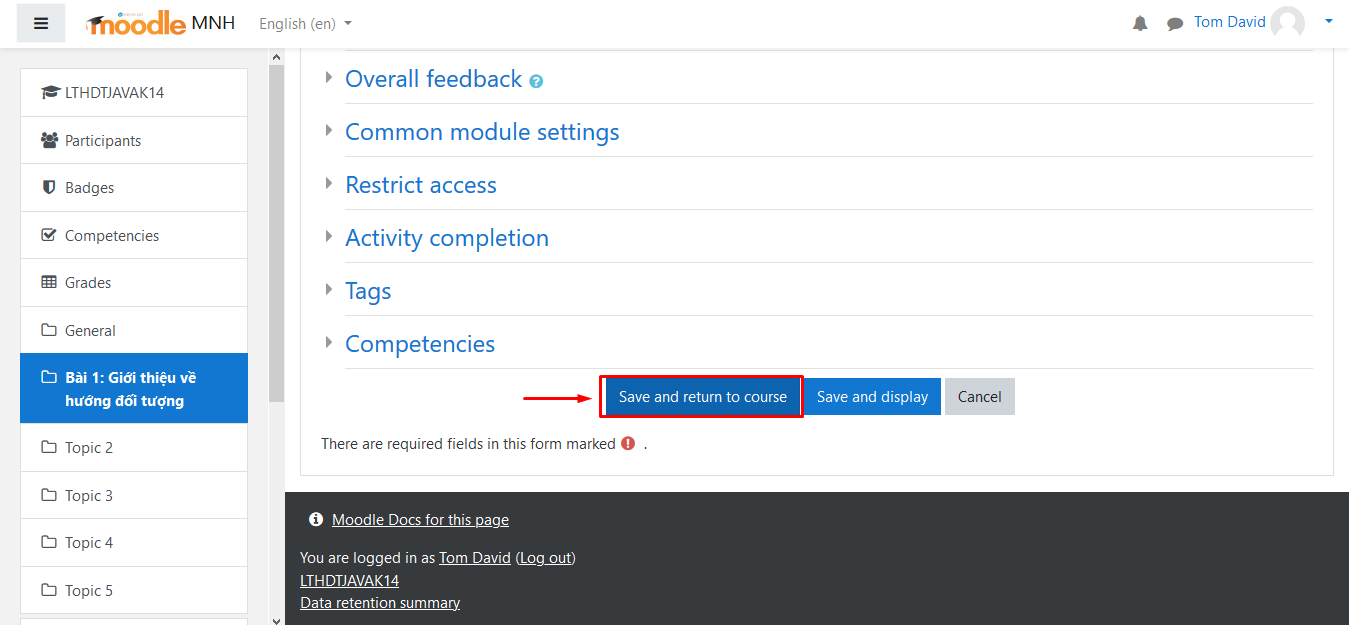 moodle MNH English (en) Tom David
LTHDTJAVAK14
Participants
Badges
Competencies
Grades
General
Bài 1: Giới thiệu về
hướng đối tượng
Topic 2
Topic 3
Topic 4
Topic 5
Overall feedback
Common module settings
Restrict access
Activity completion
Tags
Competencies
Save and return to course Save and display Cancel
There are required fields in this form marked .
Moodle Docs for this page
You are logged in as Tom David (Log out)
LTHDTJAVAK14
Data retention summary